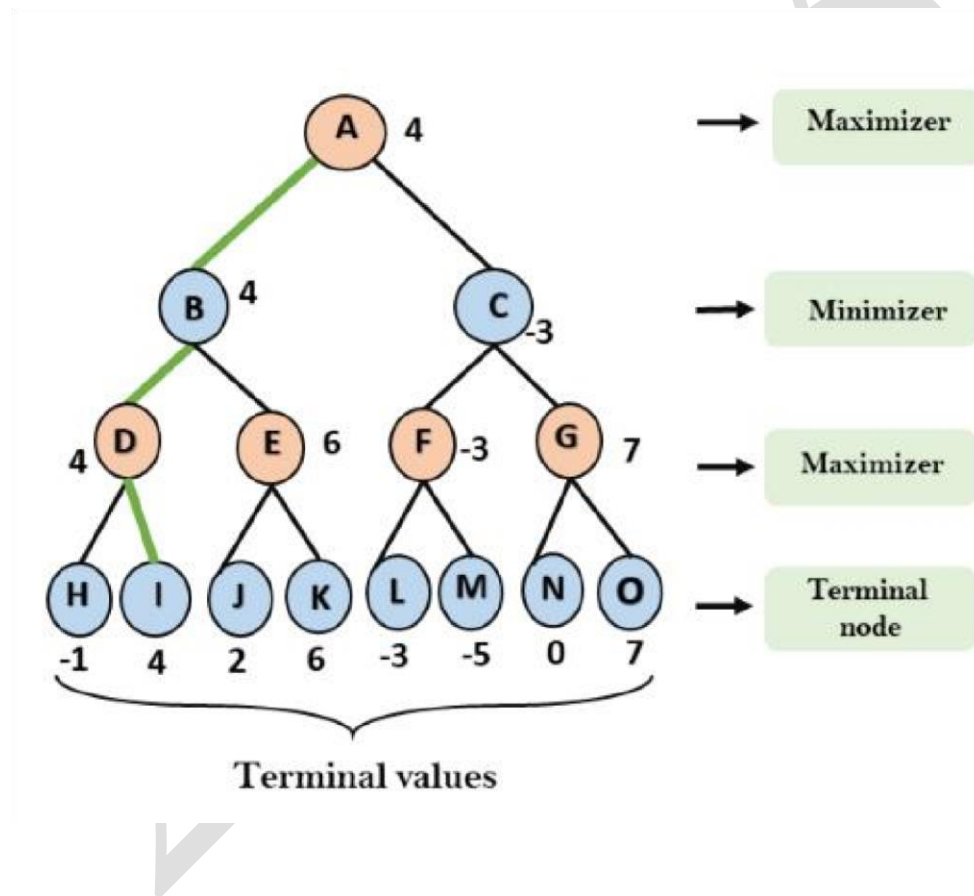 A 4
Maximizer
B 4
C -3
Minimizer
4 D
E 6
F -3
G 7
Maximizer
H I J K L M N O
Terminal
node
-1 4 2 6 -3 -5 0 7
Terminal values